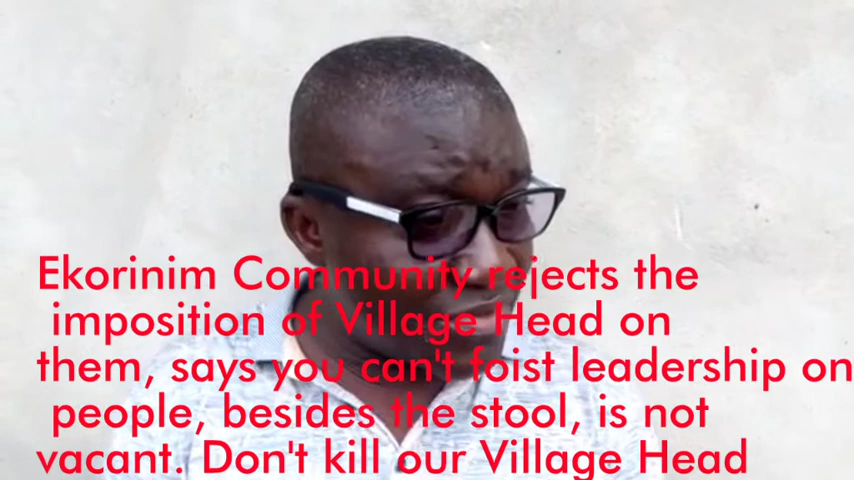 Ekorinim Community rejects the
imposition of Village Head on
them, says you can't foist leadership on
people, besides the stool, is not
vacant. Don't kill our Village Head